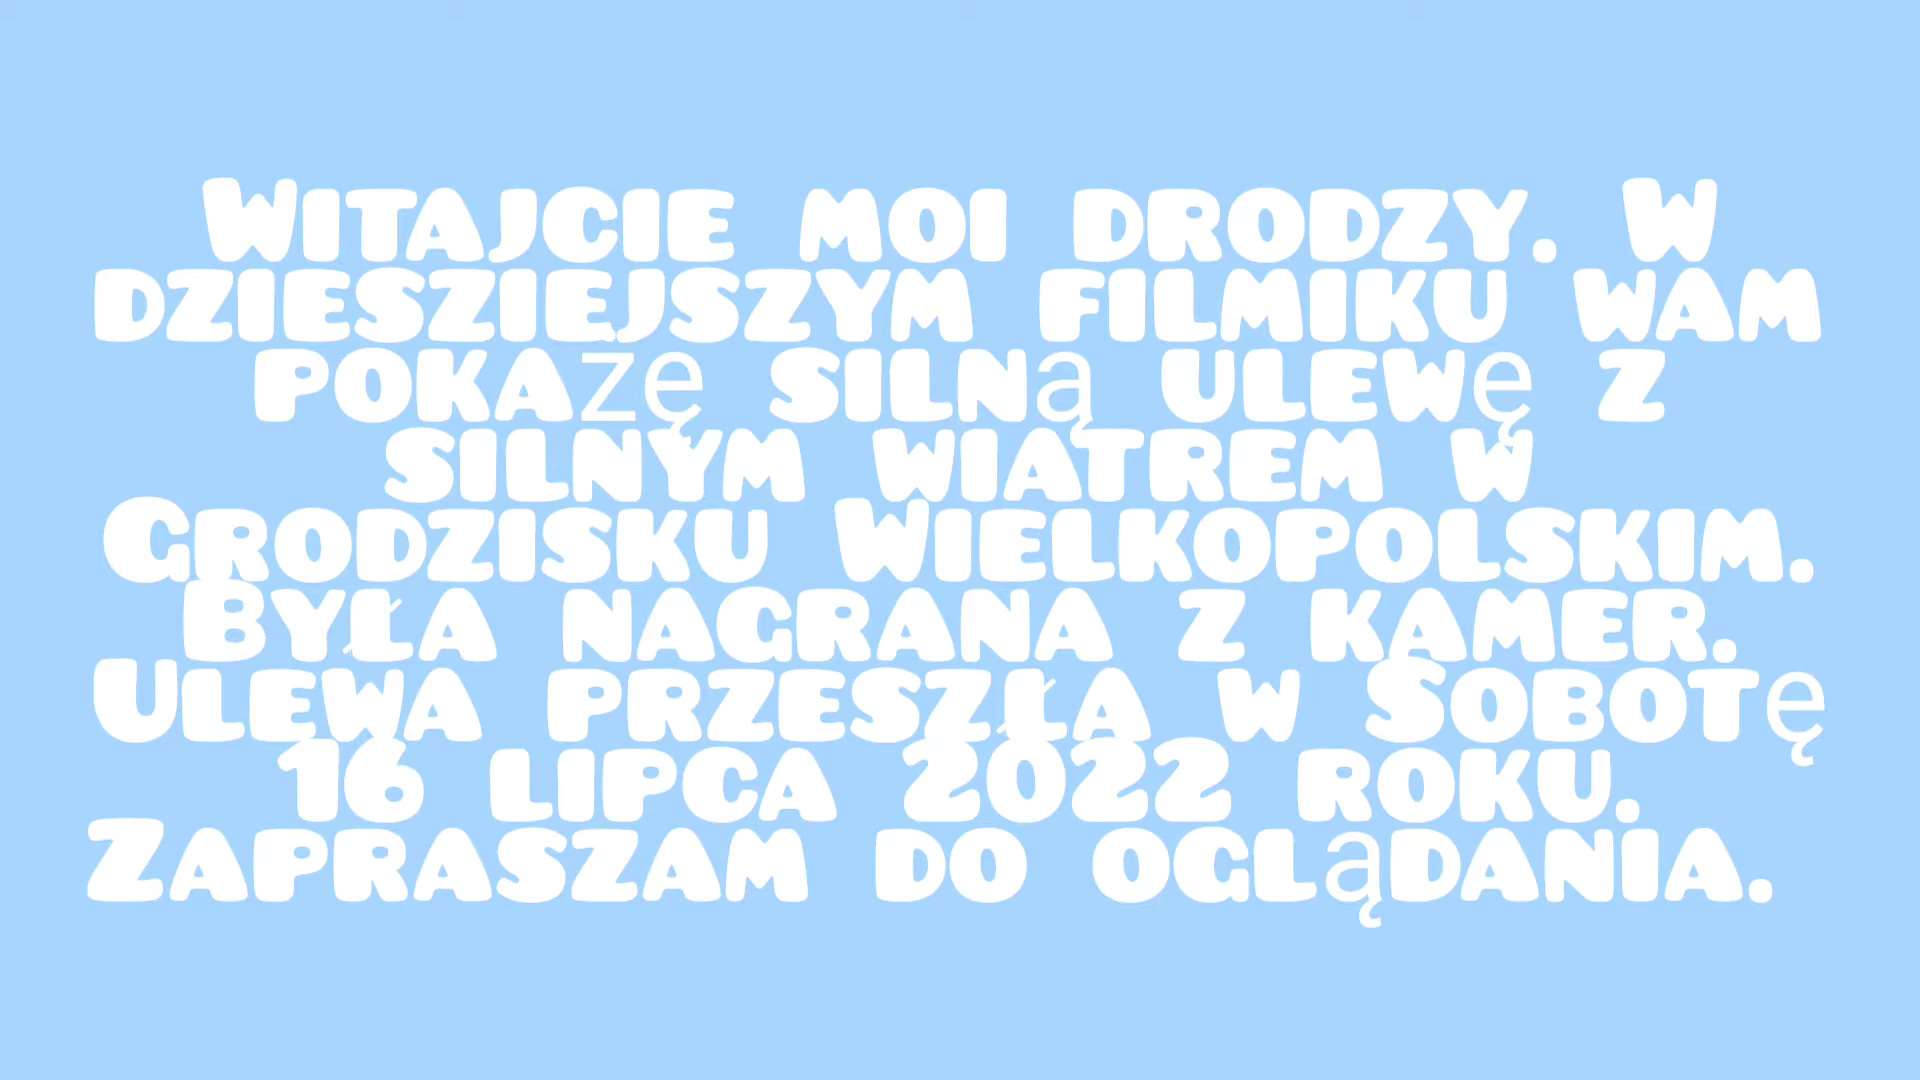 Witajcie moi drodzy. W
dziesziejszym filmiku wam
pokażę silną ulewę z
silnym wiatrem w
Grodzisku Wielkopolskim.
Była nagrana z kamer.
Ulewa przeszła w Sobotę
16 lipca 2022 roku.
Zapraszam do oglądania.